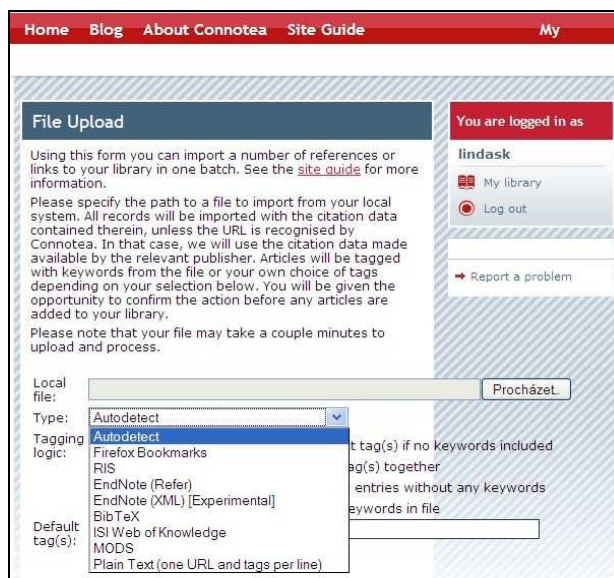 Home Blog About Connotea Site Guide My
File Upload
Using this form you can import a number of references or
links to your library in one batch. See the site guide for more
information.
Please specify the path to a file to import from your local
system. All records will be imported with the citation data
contained therein, unless the URL is recognised by
Connotea. In that case, we will use the citation data made
available by the relevant publisher. Articles will be tagged
with keywords from the file or your own choice of tags
depending on your selection below. You will be given the
opportunity to confirm the action before any articles are
added to your library.
Please note that your file may take a couple minutes to
upload and process.
Local
file:
Procházet..
Type: Autodetect
Tagging
logic:
Autodetect
Firefox Bookmarks
RIS
EndNote (Refer)
EndNote (XML) [Experimental]
BibTeX
ISI Web of Knowledge
MODS
Plain Text (one URL and tags per line)
t tag(s) if no keywords included
ag(s) together
entries without any keywords
eywords in file
Default
tag(s):
You are logged in as
lindask
My library
Log out
Report a problem